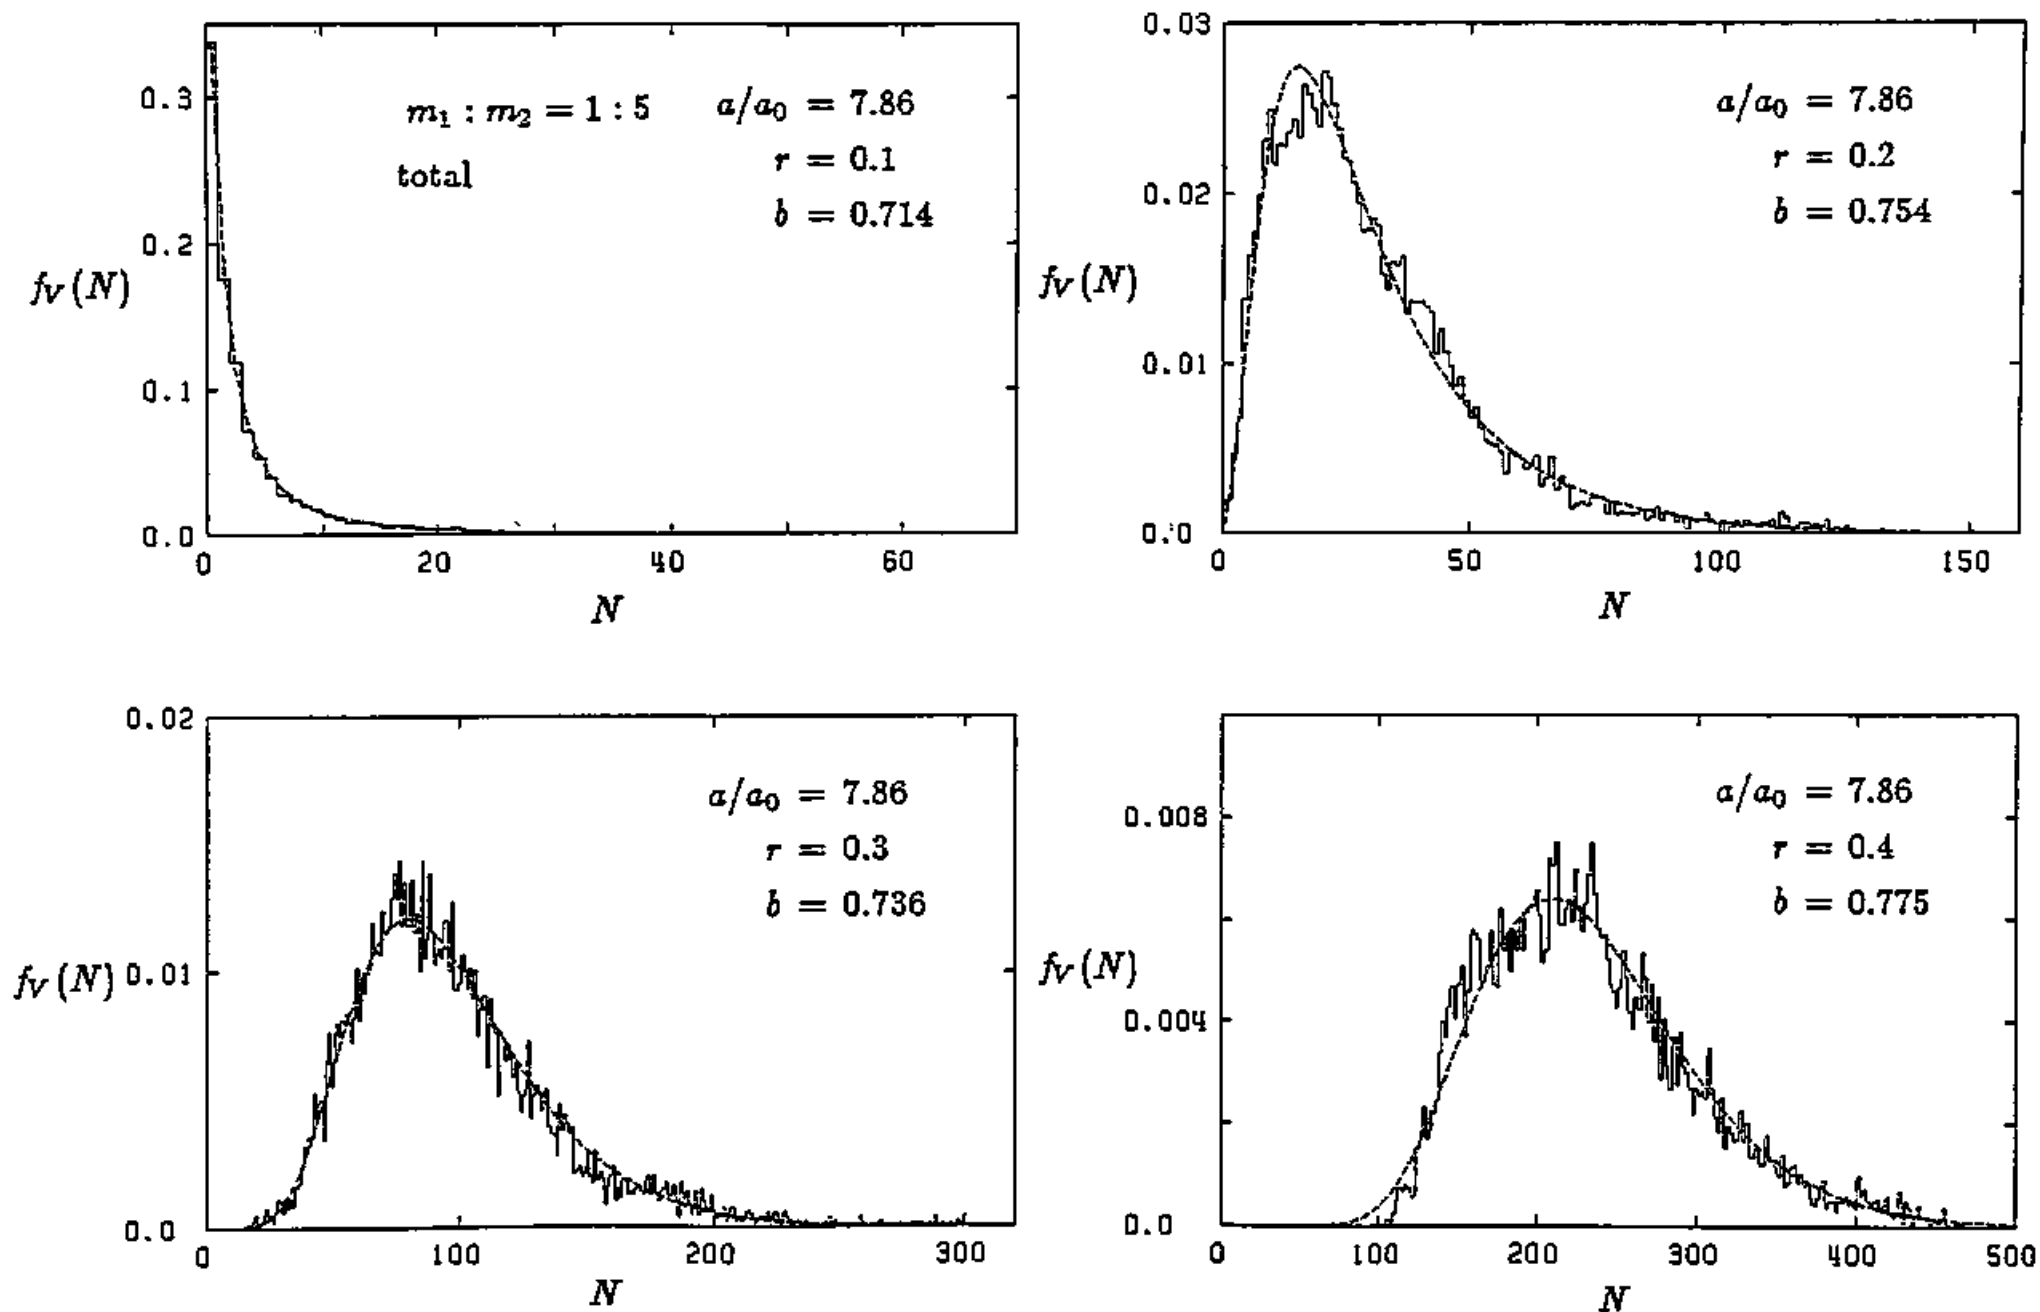 0.3
0.2
0.1
0.0
f_V(N)
m₁ : m₂ = 1 : 5
total
a/a₀ = 7.86
r = 0.1
b = 0.714
0 20 40 60
N
0.03
0.02
0.01
0.0
f_V(N)
a/a₀ = 7.86
r = 0.2
b = 0.754
0 50 100 150
N
0.02
0.01
0.0
f_V(N)
a/a₀ = 7.86
r = 0.3
b = 0.736
0 100 200 300
N
0.008
0.004
0.0
f_V(N)
a/a₀ = 7.86
r = 0.4
b = 0.775
0 100 200 300 400 500
N